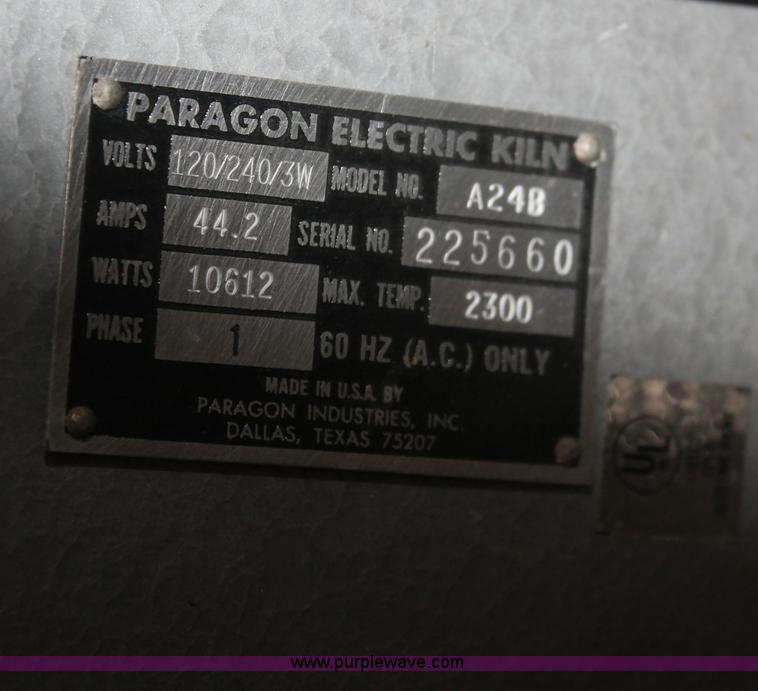 PARAGON ELECTRIC KILN
VOLTS 120/240/3W MODEL NO. A24B
AMPS 44.2 SERIAL NO. 225660
WATTS 10612 MAX. TEMP. 2300
PHASE 1 60 HZ (A.C.) ONLY
MADE IN U.S.A. BY
PARAGON INDUSTRIES, INC.
DALLAS, TEXAS 75207
UL
www.purplewave.com